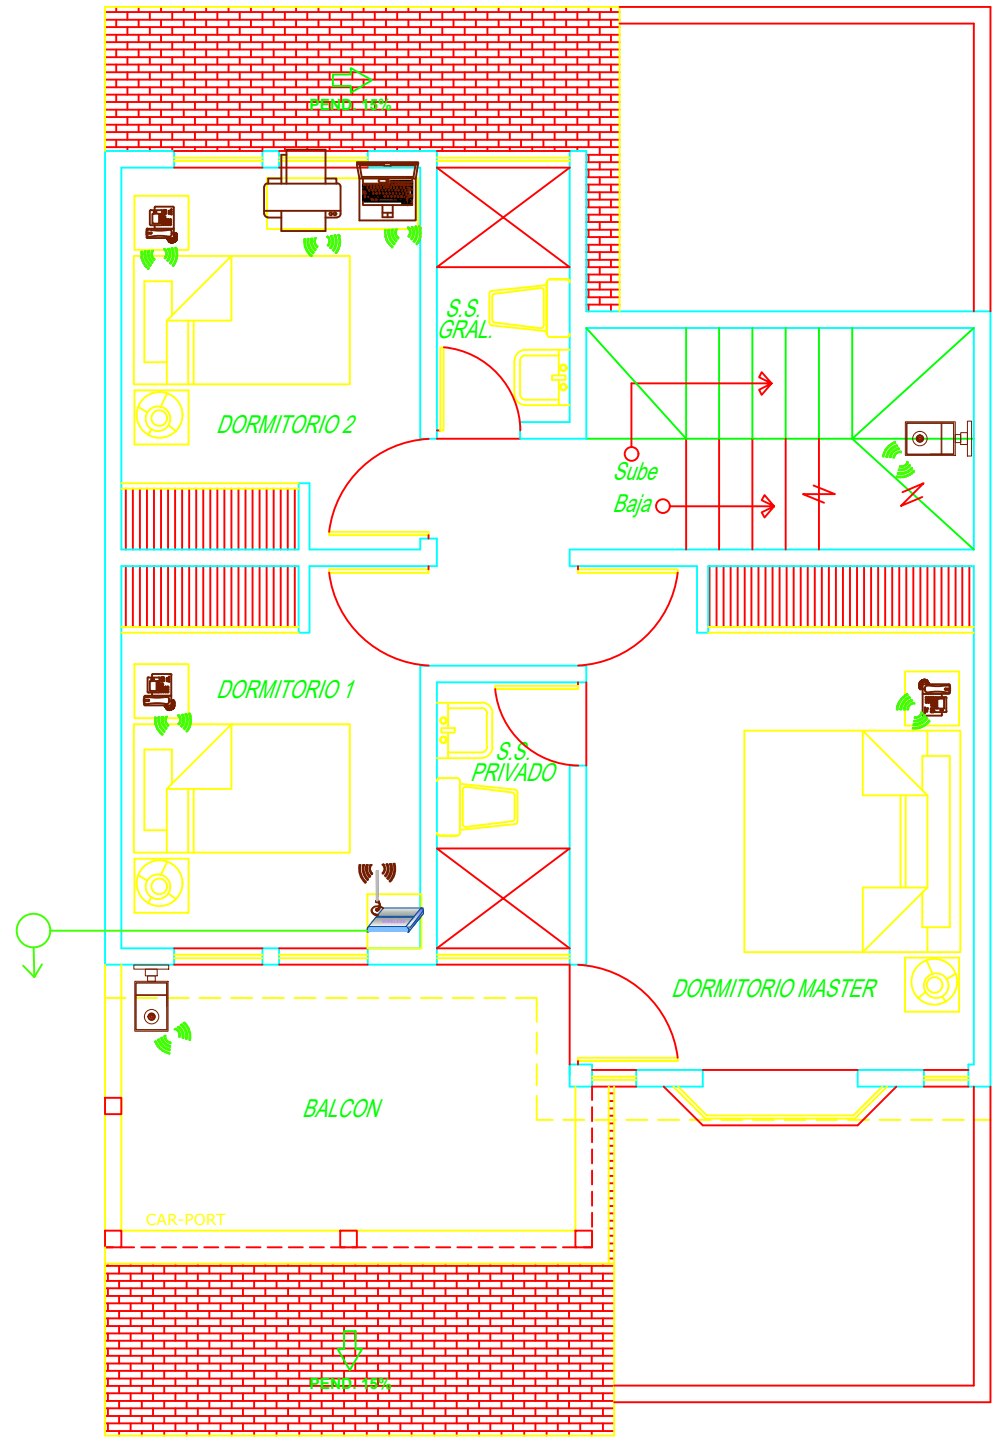 PEND. 15%
S.S.
GRAL.
DORMITORIO 2
Sube
Baja
DORMITORIO 1
S.S.
PRIVADO
DORMITORIO MASTER
BALCON
CAR-PORT
PEND. 15%